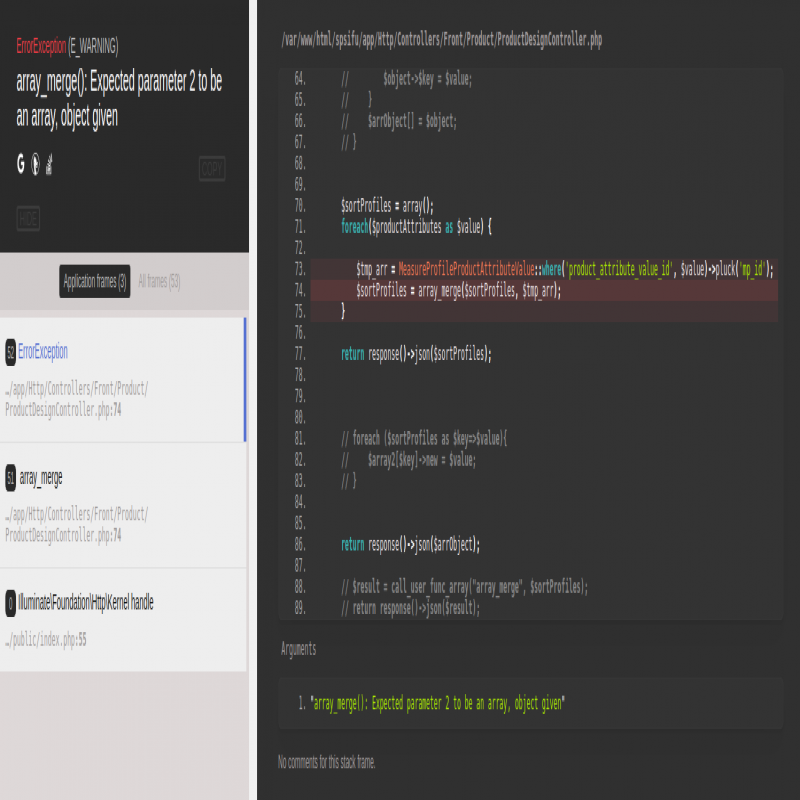 ErrorException (E_WARNING)
array_merge(): Expected parameter 2 to be
an array, object given
COPY
HIDE
Application frames (3) All frames (53)
52 ErrorException
…/app/Http/Controllers/Front/Product/
ProductDesignController.php:74
51 array_merge
…/app/Http/Controllers/Front/Product/
ProductDesignController.php:74
0 Illuminate\Foundation\Http\Kernel handle
…/public/index.php:55
/var/www/html/spsifu/app/Http/Controllers/Front/Product/ProductDesignController.php
64. // $object->$key = $value;
65. // }
66. // $arrObject[] = $object;
67. // }
68.
69.
70. $sortProfiles = array();
71. foreach($productAttributes as $value) {
72.
73. $tmp_arr = MeasureProfileProductAttributeValue::where('product_attribute_value_id', $value)->pluck('mp_id');
74. $sortProfiles = array_merge($sortProfiles, $tmp_arr);
75. }
76.
77. return response()->json($sortProfiles);
78.
79.
80.
81. // foreach ($sortProfiles as $key=>$value){
82. // $array2[$key]->new = $value;
83. // }
84.
85.
86. return response()->json($arrObject);
87.
88. // $result = call_user_func_array("array_merge", $sortProfiles);
89. // return response()->json($result);
Arguments
1. "array_merge(): Expected parameter 2 to be an array, object given"
No comments for this stack frame.